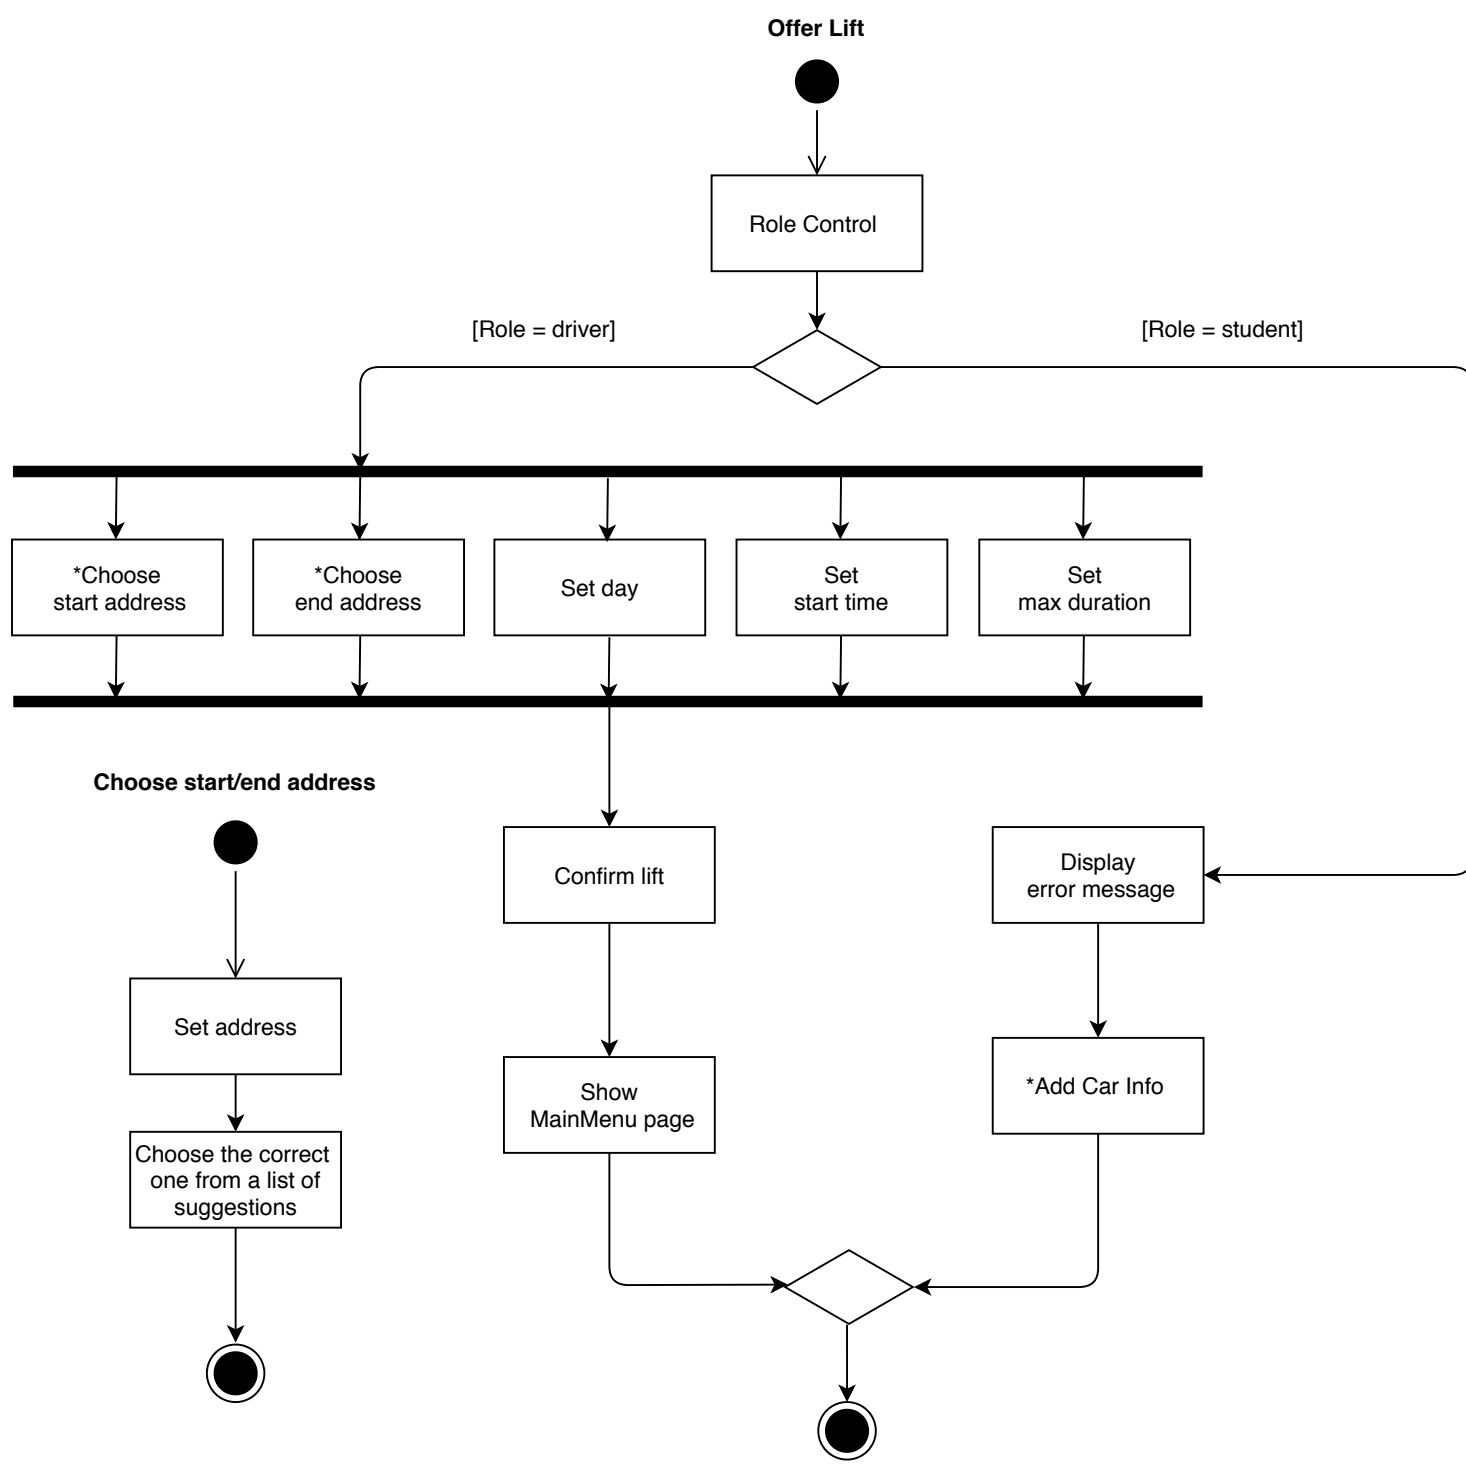 Offer Lift
Role Control
[Role = driver]
[Role = student]
*Choose
start address
*Choose
end address
Set day
Set
start time
Set
max duration
Choose start/end address
Confirm lift
Display
error message
Set address
Show
MainMenu page
*Add Car Info
Choose the correct
one from a list of
suggestions